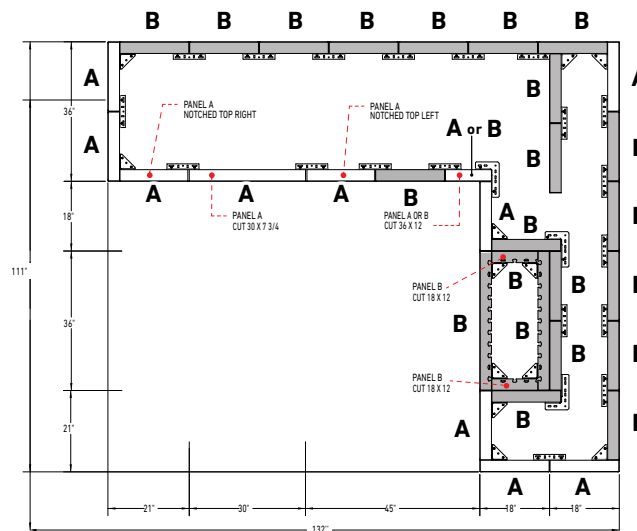 B B B B B B B
A B A
36"
PANEL A
NOTCHED TOP RIGHT
PANEL A
NOTCHED TOP LEFT
A or B
A B
A A A B
PANEL A
CUT 30 X 7 3/4
PANEL A OR B
CUT 36 X 12
18"
A B
111"
PANEL B
CUT 18 X 12
B
36"
B B B
B
PANEL B
CUT 18 X 12
21"
A B
A A
21" 30" 45" 18" 18"
132"